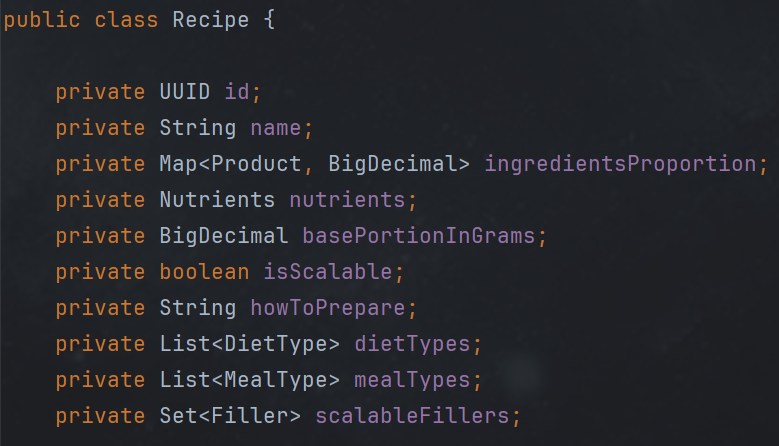 public class Recipe {
private UUID id;
private String name;
private Map<Product, BigDecimal> ingredientsProportion;
private Nutrients nutrients;
private BigDecimal basePortionInGrams;
private boolean isScalable;
private String howToPrepare;
private List<DietType> dietTypes;
private List<MealType> mealTypes;
private Set<Filler> scalableFillers;